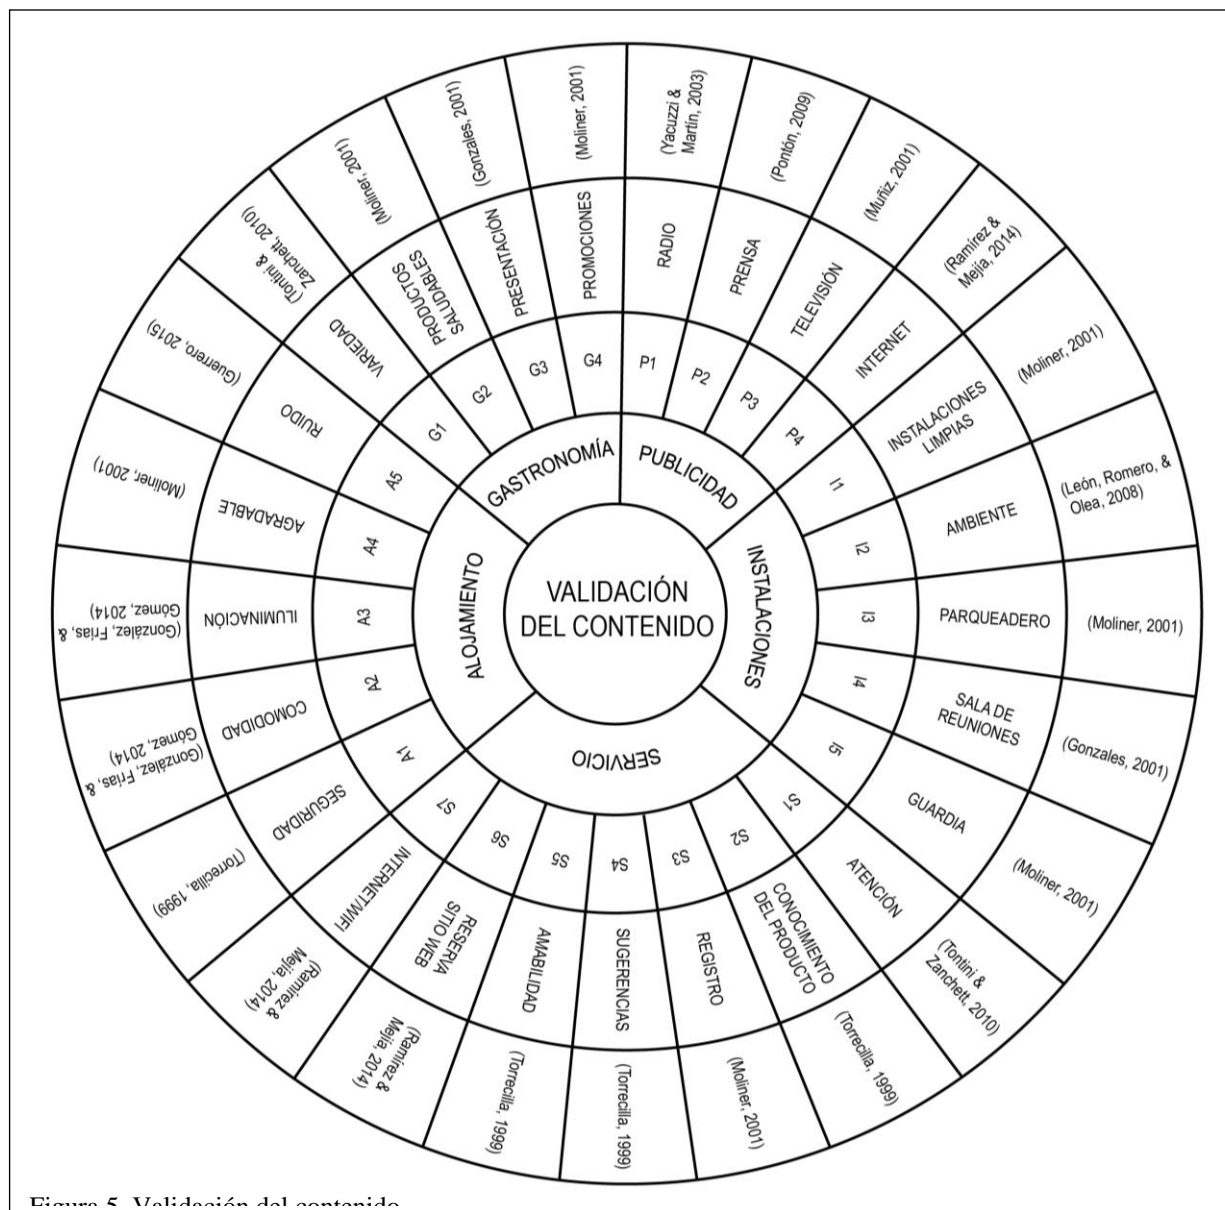 VALIDACIÓN
DEL CONTENIDO
PUBLICIDAD
P1
RADIO
(Yacuzzi &
Martín, 2003)
P2
PRENSA
(Pontón, 2009)
P3
TELEVISIÓN
(Muñiz, 2001)
P4
INTERNET
(Ramírez &
Mejía, 2014)
INSTALACIONES
I1
INSTALACIONES
LIMPIAS
(Moliner, 2001)
I2
AMBIENTE
(León, Romero, &
Olea, 2008)
I3
PARQUEADERO
(Moliner, 2001)
I4
SALA DE
REUNIONES
(Gonzales, 2001)
I5
GUARDIA
(Moliner, 2001)
SERVICIO
S1
ATENCIÓN
(Tontini &
Zanchett, 2010)
S2
CONOCIMIENTO
DEL PRODUCTO
(Torrecilla, 1999)
S3
REGISTRO
(Moliner, 2001)
S4
SUGERENCIAS
(Torrecilla, 1999)
S5
AMABILIDAD
(Torrecilla, 1999)
S6
RESERVA
SITIO WEB
(Ramírez &
Mejía, 2014)
S7
INTERNET/WIFI
(Ramírez &
Mejía, 2014)
ALOJAMIENTO
A1
SEGURIDAD
(Torrecilla, 1999)
A2
COMODIDAD
(González, Frías, &
Gómez, 2014)
A3
ILUMINACIÓN
(González, Frías, &
Gómez, 2014)
A4
AGRADABLE
(Moliner, 2001)
A5
RUIDO
(Guerrero, 2015)
GASTRONOMÍA
G1
VARIEDAD
(Tontini &
Zanchett, 2010)
G2
PRODUCTOS
SALUDABLES
(Moliner, 2001)
G3
PRESENTACIÓN
(Gonzales, 2001)
G4
PROMOCIONES
(Moliner, 2001)
Figura 5. Validación del contenido